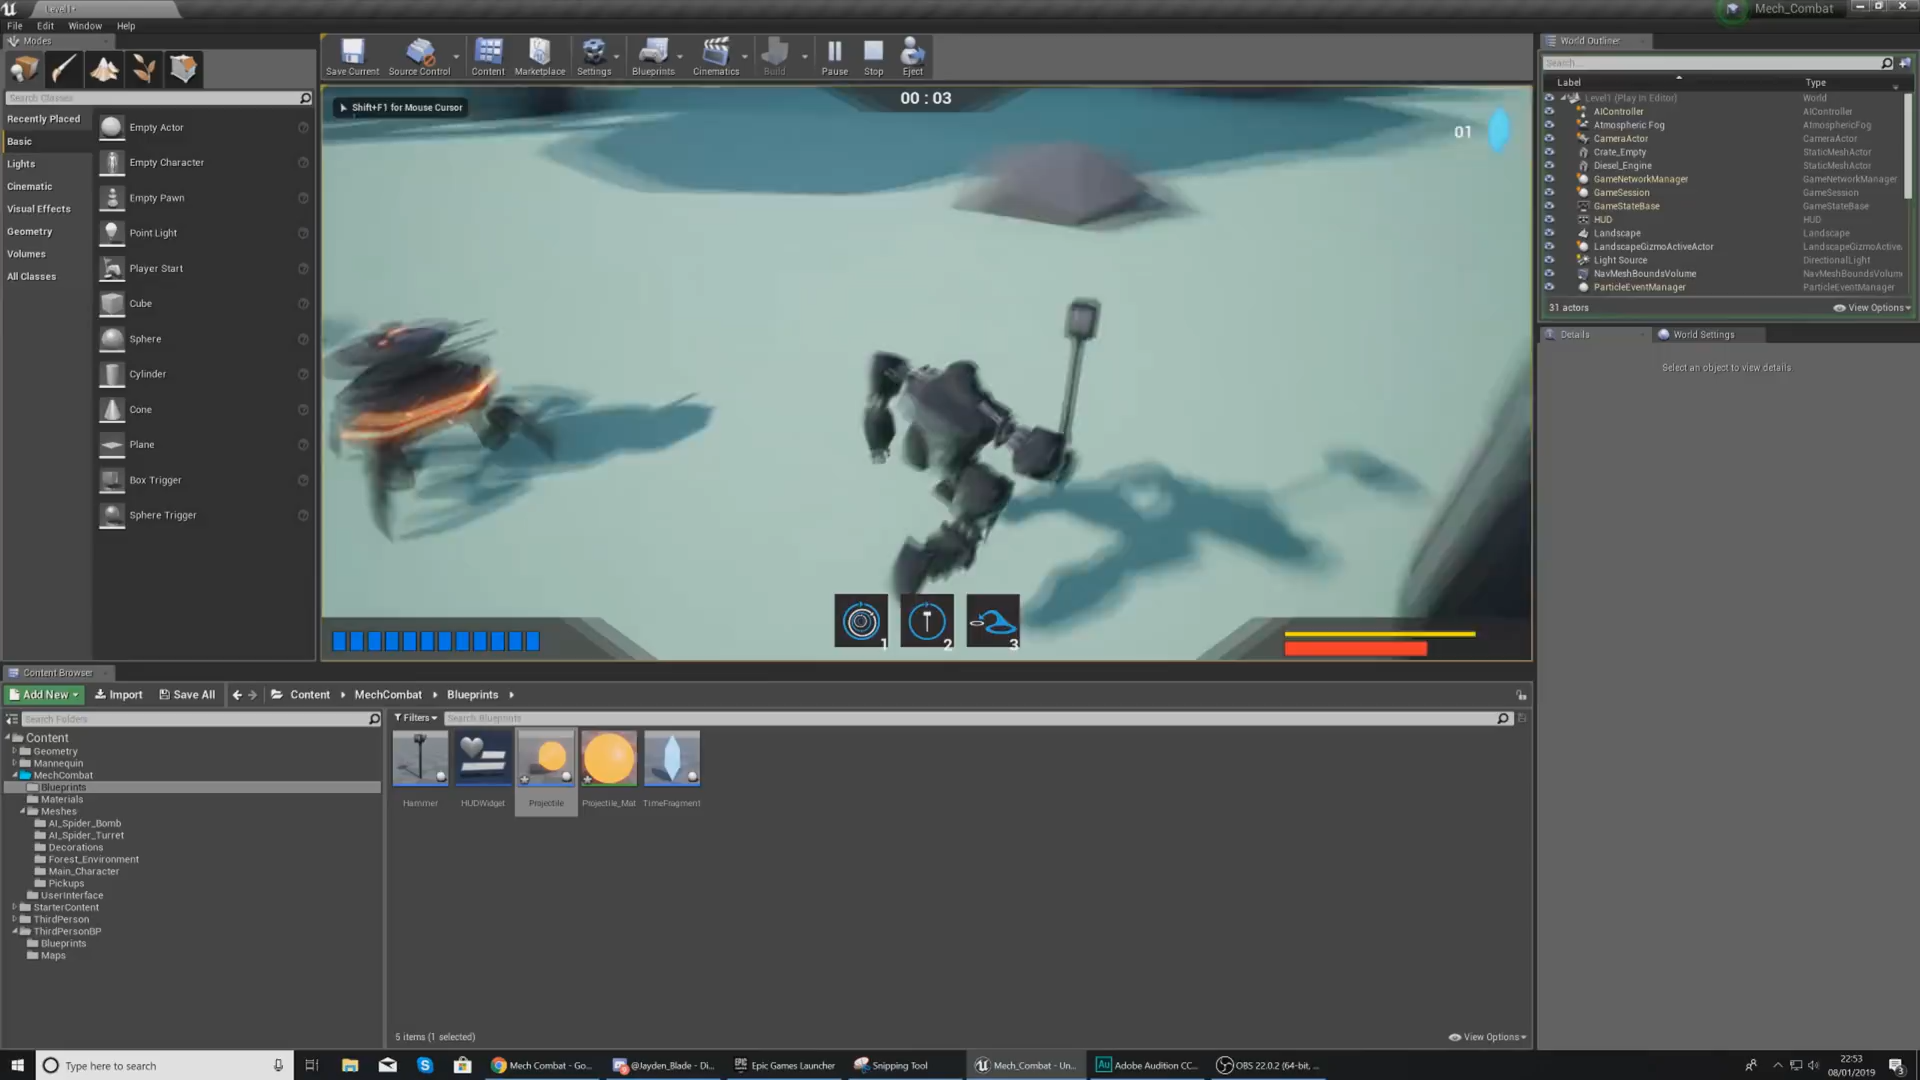 Level1*
Mech_Combat
File Edit Window Help
Modes
Search Classes
Recently Placed
Basic
Lights
Cinematic
Visual Effects
Geometry
Volumes
All Classes
Empty Actor
Empty Character
Empty Pawn
Point Light
Player Start
Cube
Sphere
Cylinder
Cone
Plane
Box Trigger
Sphere Trigger
Save Current Source Control Content Marketplace Settings Blueprints Cinematics Build Pause Stop Eject
Shift+F1 for Mouse Cursor
00 : 03
01
1 2 3
World Outliner
Search...
Label Type
Level1 (Play In Editor) World
AIController AIController
Atmospheric Fog AtmosphericFog
CameraActor CameraActor
Crate_Empty StaticMeshActor
Diesel_Engine StaticMeshActor
GameNetworkManager GameNetworkManager
GameSession GameSession
GameStateBase GameStateBase
HUD HUD
Landscape Landscape
LandscapeGizmoActiveActor LandscapeGizmoActive
Light Source DirectionalLight
NavMeshBoundsVolume NavMeshBoundsVolum
ParticleEventManager ParticleEventManager
31 actors View Options
Details World Settings
Select an object to view details
Content Browser
Add New Import Save All Content MechCombat Blueprints
Search Folders
Filters Search Blueprints
Content
Geometry
Mannequin
MechCombat
Blueprints
Materials
Meshes
AI_Spider_Bomb
AI_Spider_Turret
Decorations
Forest_Environment
Main_Character
Pickups
UserInterface
StarterContent
ThirdPerson
ThirdPersonBP
Blueprints
Maps
Hammer HUDWidget Projectile Projectile_Mat TimeFragment
5 items (1 selected) View Options
Type here to search
Mech Combat - Go...
@Jayden_Blade - Di...
Epic Games Launcher
Snipping Tool
Mech_Combat - Un...
Au Adobe Audition CC...
OBS 22.0.2 (64-bit, ...
22:53
08/01/2019